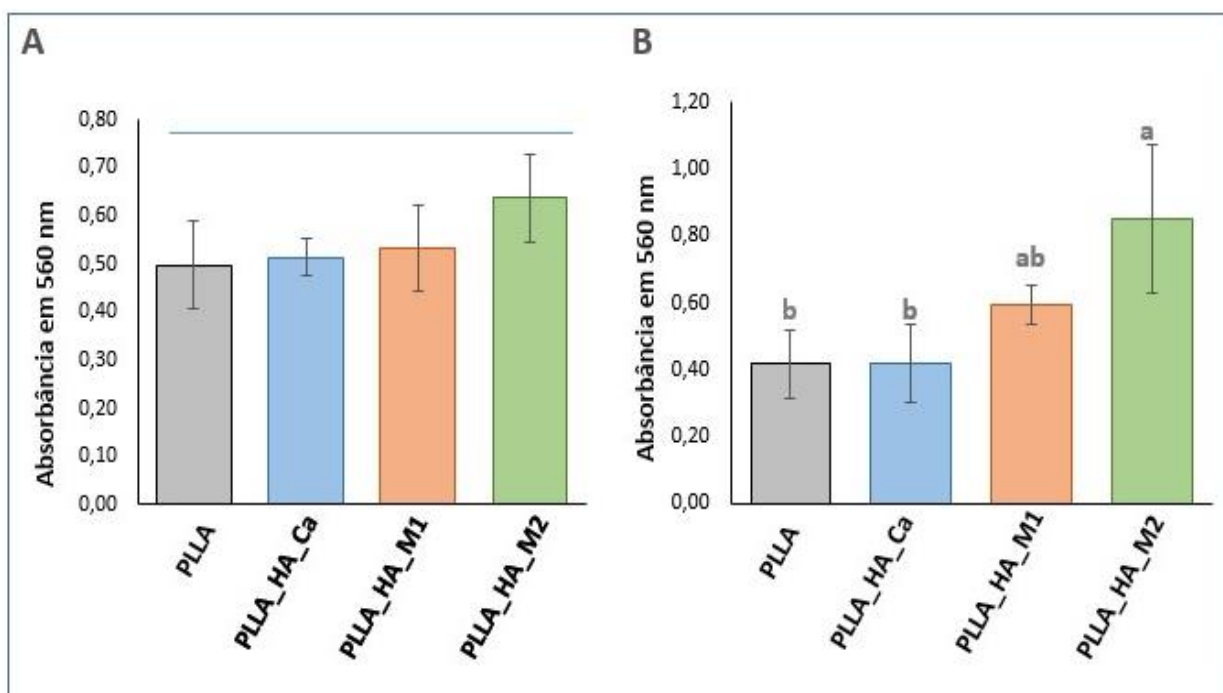 A
Absorbância em 560 nm
0,80
0,70
0,60
0,50
0,40
0,30
0,20
0,10
0,00
PLLA
PLLA_HA_Ca
PLLA_HA_M1
PLLA_HA_M2
B
Absorbância em 560 nm
1,20
1,00
0,80
0,60
0,40
0,20
0,00
b
b
ab
a
PLLA
PLLA_HA_Ca
PLLA_HA_M1
PLLA_HA_M2